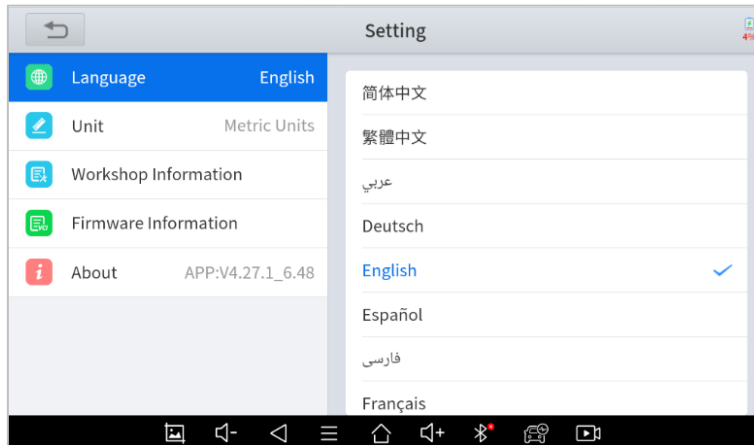 Setting
4%
Language English
Unit Metric Units
Workshop Information
Firmware Information
About APP:V4.27.1_6.48
简体中文
繁體中文
عربي
Deutsch
English
Español
فارسی
Français